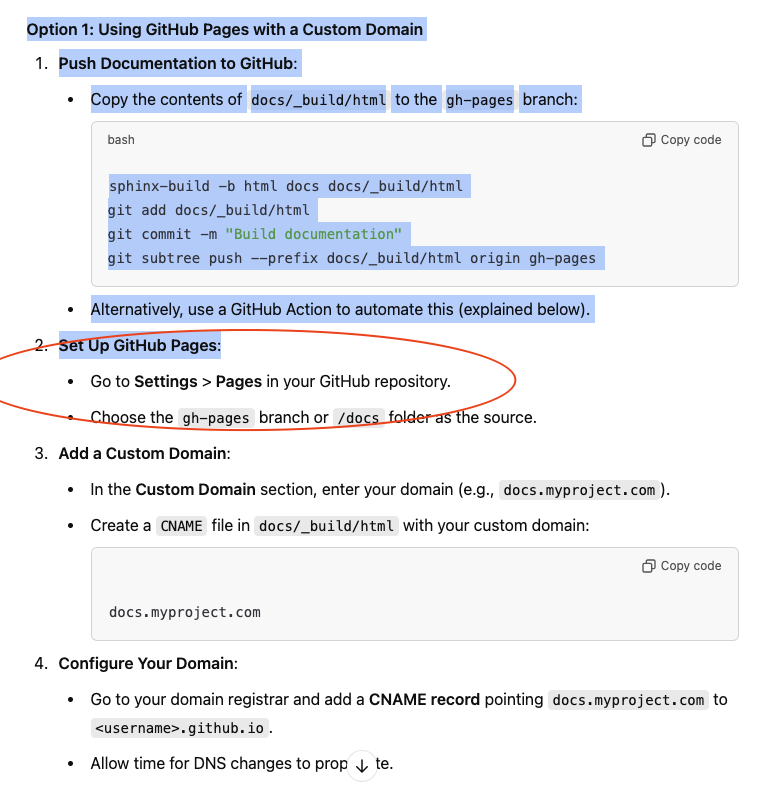 Option 1: Using GitHub Pages with a Custom Domain
1. Push Documentation to GitHub:
• Copy the contents of docs/_build/html to the gh-pages branch:
bash Copy code
sphinx-build -b html docs docs/_build/html
git add docs/_build/html
git commit -m "Build documentation"
git subtree push --prefix docs/_build/html origin gh-pages
• Alternatively, use a GitHub Action to automate this (explained below).
2. Set Up GitHub Pages:
• Go to Settings > Pages in your GitHub repository.
• Choose the gh-pages branch or /docs folder as the source.
3. Add a Custom Domain:
• In the Custom Domain section, enter your domain (e.g., docs.myproject.com ).
• Create a CNAME file in docs/_build/html with your custom domain:
Copy code
docs.myproject.com
4. Configure Your Domain:
• Go to your domain registrar and add a CNAME record pointing docs.myproject.com to
<username>.github.io .
• Allow time for DNS changes to